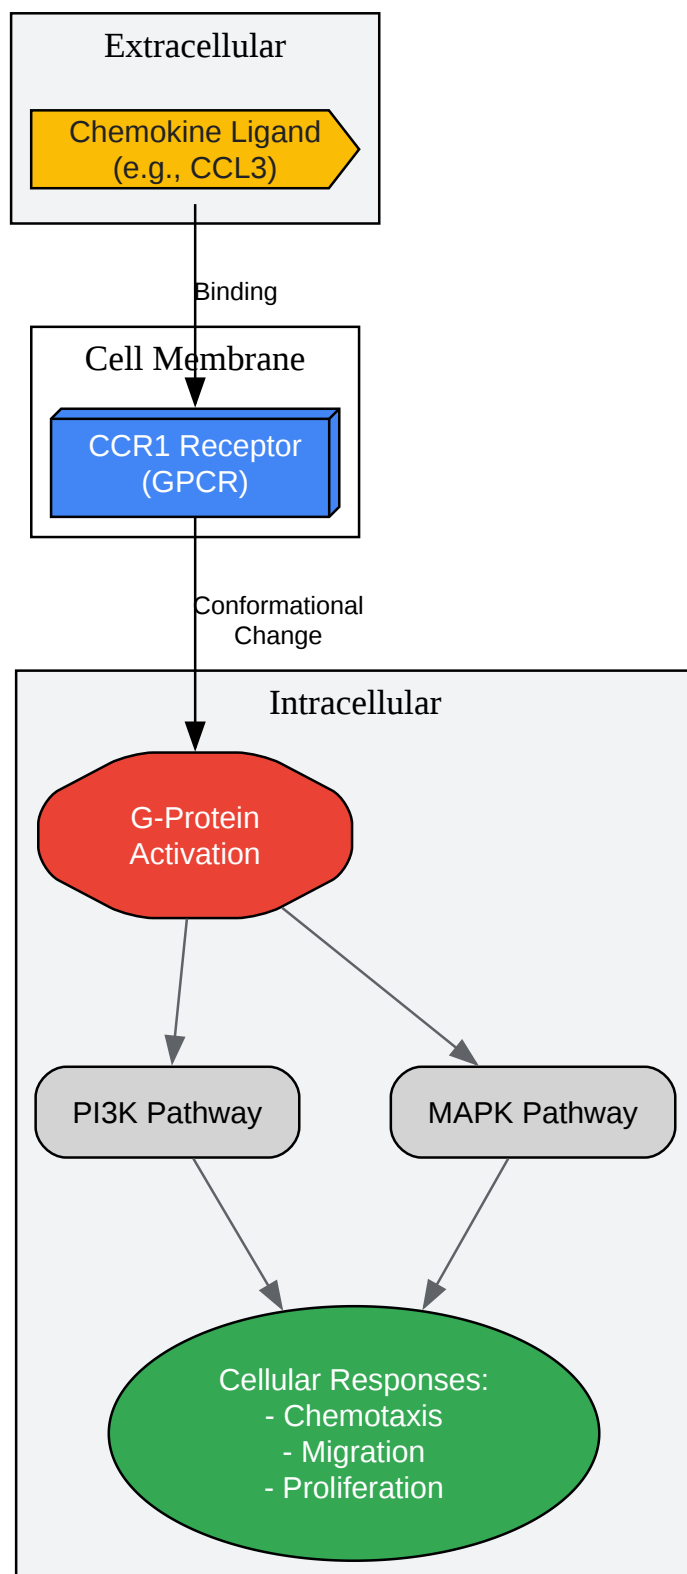 Extracellular
Chemokine Ligand
(e.g., CCL3)
Binding
Cell Membrane
CCR1 Receptor
(GPCR)
Conformational
Change
Intracellular
G-Protein
Activation
PI3K Pathway
MAPK Pathway
Cellular Responses:
- Chemotaxis
- Migration
- Proliferation